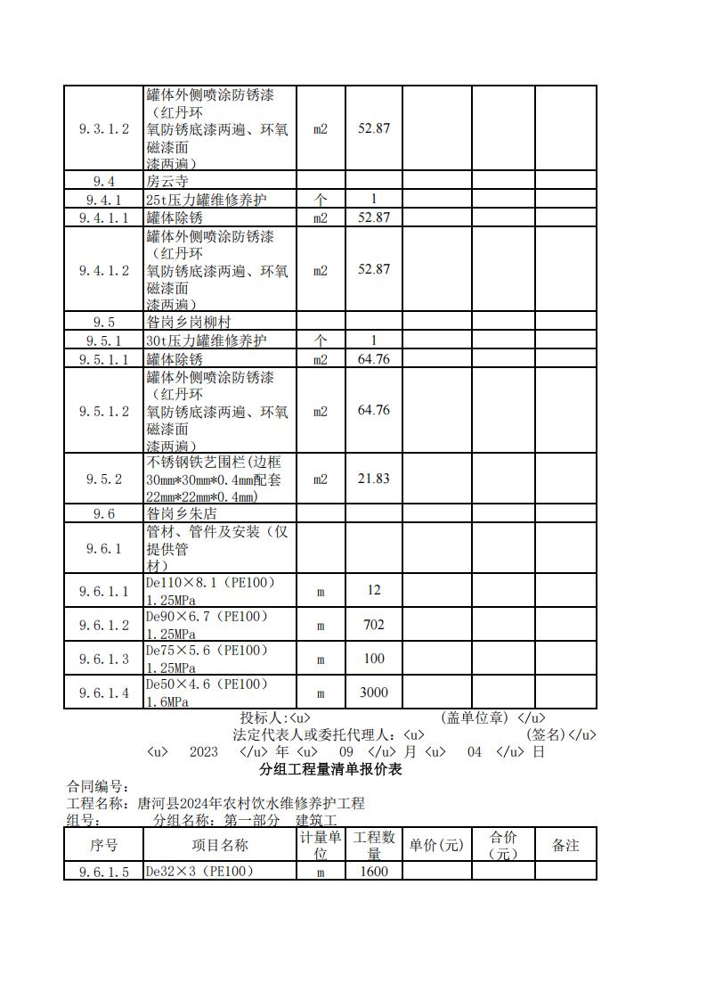 9.3.1.2 罐体外侧喷涂防锈漆
（红丹环
氧防锈底漆两遍、环氧
磁漆面
漆两遍） m2 52.87
9.4 房云寺
9.4.1 25t压力罐维修养护 个 1
9.4.1.1 罐体除锈 m2 52.87
9.4.1.2 罐体外侧喷涂防锈漆
（红丹环
氧防锈底漆两遍、环氧
磁漆面
漆两遍） m2 52.87
9.5 昝岗乡岗柳村
9.5.1 30t压力罐维修养护 个 1
9.5.1.1 罐体除锈 m2 64.76
9.5.1.2 罐体外侧喷涂防锈漆
（红丹环
氧防锈底漆两遍、环氧
磁漆面
漆两遍） m2 64.76
9.5.2 不锈钢铁艺围栏(边框
30mm*30mm*0.4mm配套
22mm*22mm*0.4mm) m2 21.83
9.6 昝岗乡朱店
9.6.1 管材、管件及安装（仅
提供管
材）
9.6.1.1 De110×8.1（PE100）
1.25MPa m 12
9.6.1.2 De90×6.7（PE100）
1.25MPa m 702
9.6.1.3 De75×5.6（PE100）
1.25MPa m 100
9.6.1.4 De50×4.6（PE100）
1.6MPa m 3000
投标人:<u> (盖单位章) </u>
法定代表人或委托代理人：<u> (签名)</u>
<u> 2023 </u> 年 <u> 09 </u> 月 <u> 04 </u> 日
分组工程量清单报价表
合同编号：
工程名称：唐河县2024年农村饮水维修养护工程
组号： 分组名称：第一部分 建筑工
序号 项目名称 计量单位 工程数量 单价(元) 合价（元） 备注
9.6.1.5 De32×3（PE100） m 1600